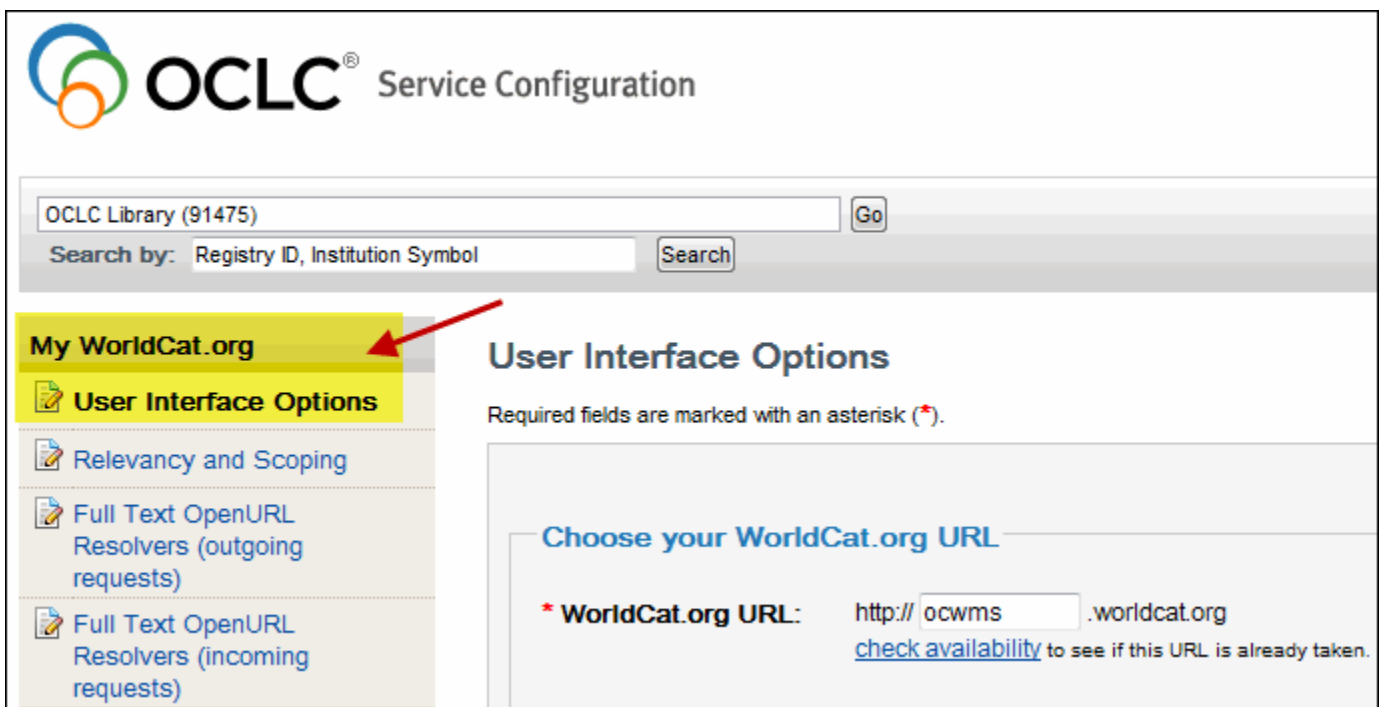 OCLC® Service Configuration
OCLC Library (91475) Go
Search by: Registry ID, Institution Symbol Search
My WorldCat.org
User Interface Options
Relevancy and Scoping
Full Text OpenURL
Resolvers (outgoing
requests)
Full Text OpenURL
Resolvers (incoming
requests)
User Interface Options
Required fields are marked with an asterisk (*).
Choose your WorldCat.org URL
* WorldCat.org URL: http:// ocwms .worldcat.org
check availability to see if this URL is already taken.